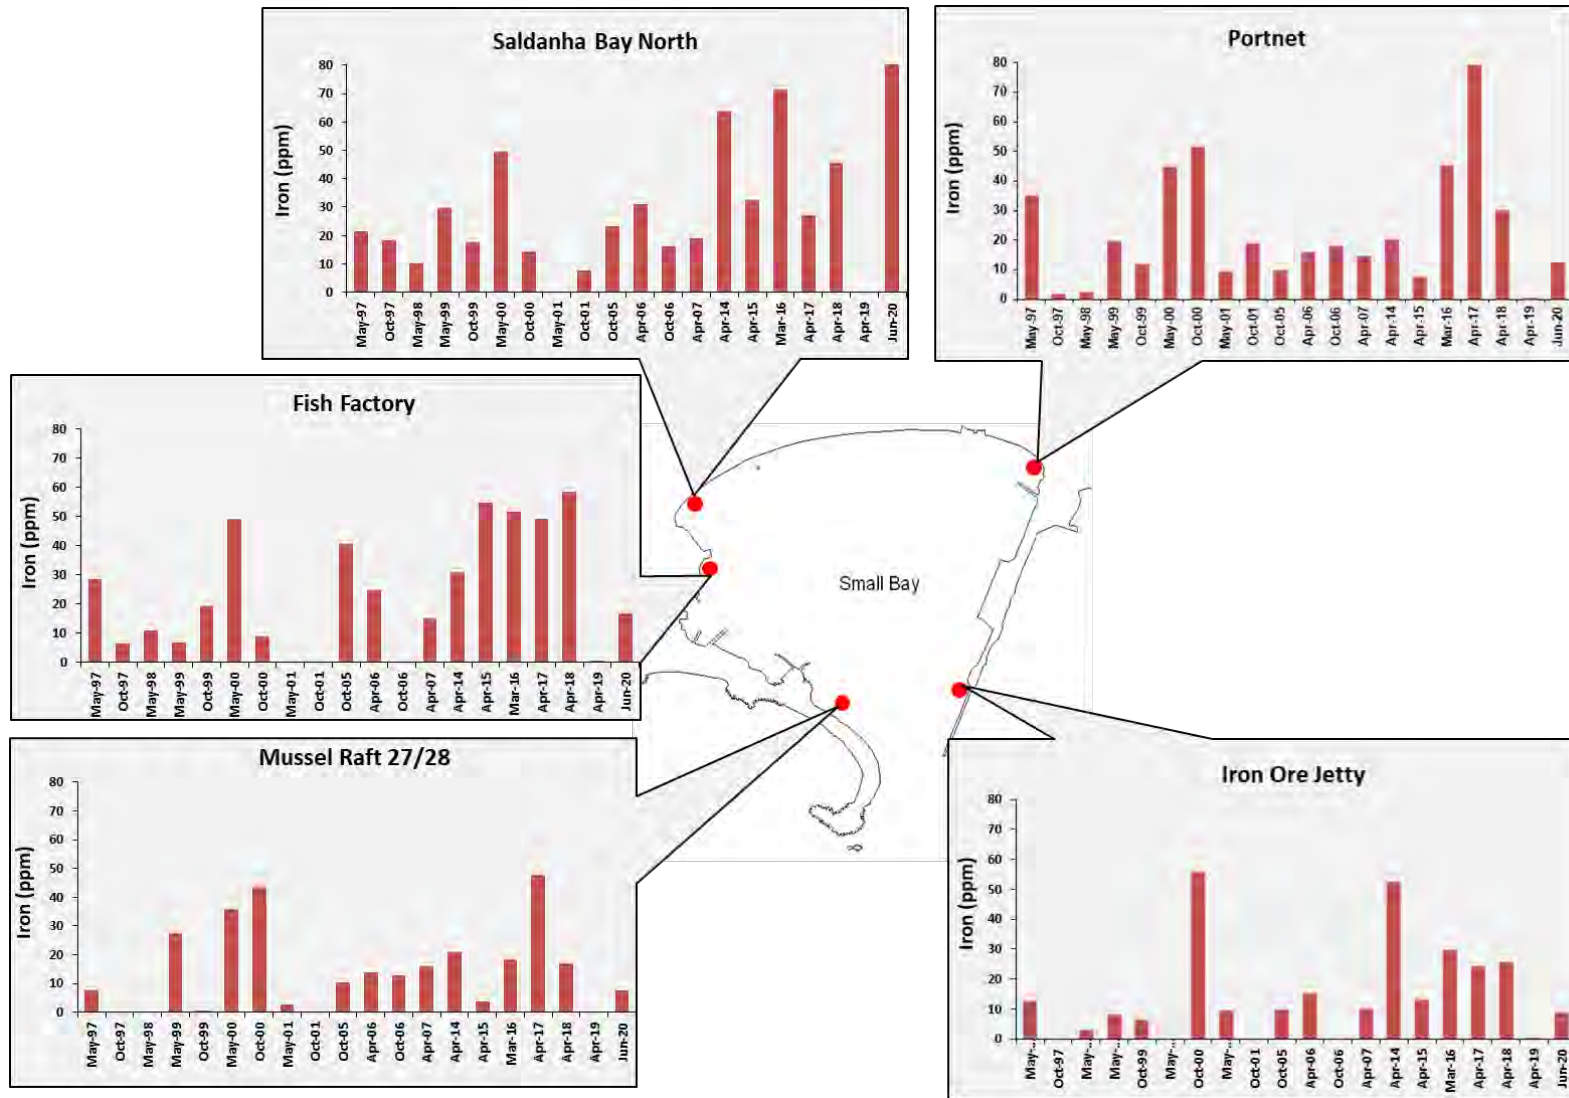 Saldanha Bay North
Iron (ppm)
80
70
60
50
40
30
20
10
0
May-97 Oct-97 May-98 May-99 Oct-99 May-00 Oct-00 May-01 Oct-01 Oct-05 Apr-06 Oct-06 Apr-07 Apr-14 Apr-15 Mar-16 Apr-17 Apr-18 Apr-19 Jun-20
Portnet
Iron (ppm)
80
70
60
50
40
30
20
10
0
May-97 Oct-97 May-98 May-99 Oct-99 May-00 Oct-00 May-01 Oct-01 Oct-05 Apr-06 Oct-06 Apr-07 Apr-14 Apr-15 Mar-16 Apr-17 Apr-18 Apr-19 Jun-20
Fish Factory
Iron (ppm)
80
70
60
50
40
30
20
10
0
May-97 Oct-97 May-98 May-99 Oct-99 May-00 Oct-00 May-01 Oct-01 Oct-05 Apr-06 Oct-06 Apr-07 Apr-14 Apr-15 Mar-16 Apr-17 Apr-18 Apr-19 Jun-20
Small Bay
Mussel Raft 27/28
Iron (ppm)
80
70
60
50
40
30
20
10
0
May-97 Oct-97 May-98 May-99 Oct-99 May-00 Oct-00 May-01 Oct-01 Oct-05 Apr-06 Oct-06 Apr-07 Apr-14 Apr-15 Mar-16 Apr-17 Apr-18 Apr-19 Jun-20
Iron Ore Jetty
Iron (ppm)
80
70
60
50
40
30
20
10
0
May-... Oct-97 May-... May-... Oct-99 May-... Oct-00 May-... Oct-01 Oct-05 Apr-06 Oct-06 Apr-07 Apr-14 Apr-15 Mar-16 Apr-17 Apr-18 Apr-19 Jun-20